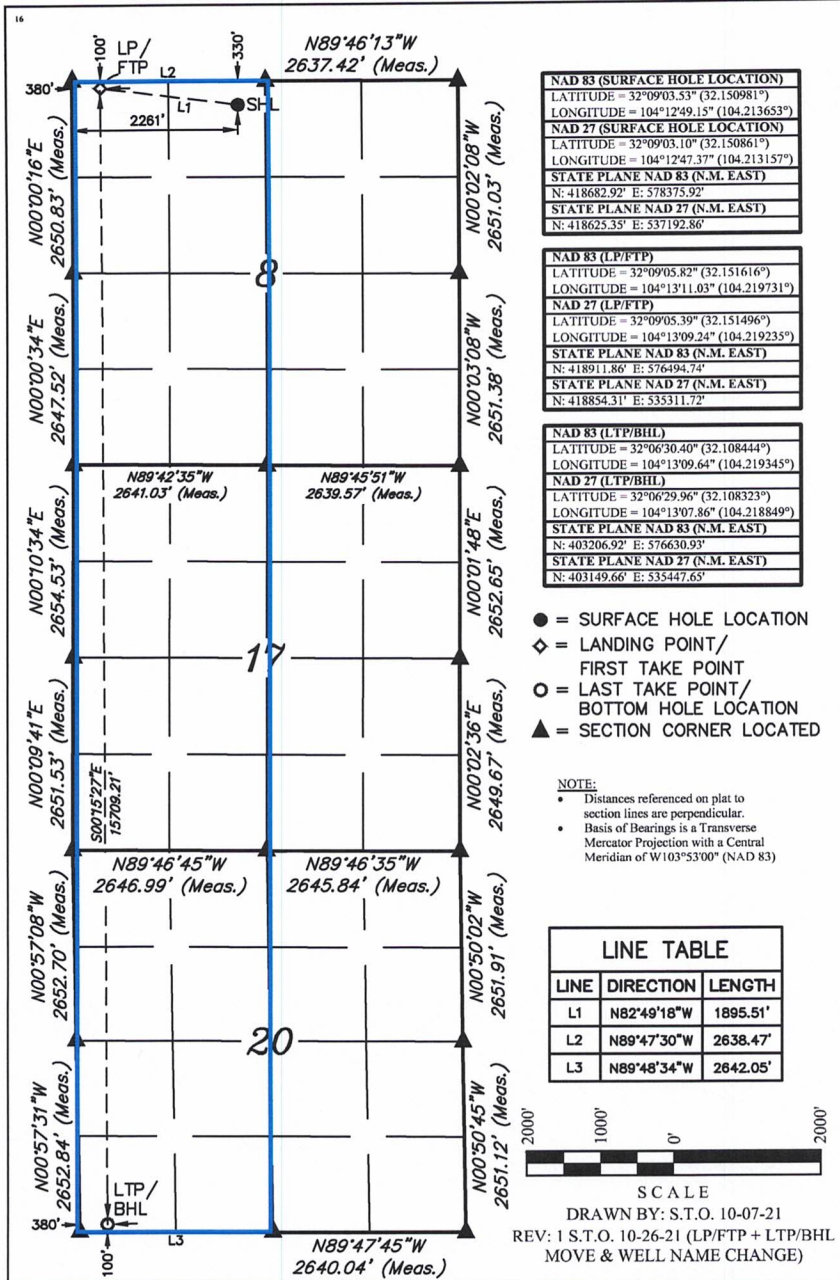 16
100'
LP/
FTP
330'
L2
N89°46'13"W
2637.42' (Meas.)
380'
L1
SHL
2261'
N00°00'16"E
2650.83' (Meas.)
N00°02'08"W
2651.03' (Meas.)
8
N00°00'34"E
2647.52' (Meas.)
N00°03'08"W
2651.38' (Meas.)
N89°42'35"W
2641.03' (Meas.)
N89°45'51"W
2639.57' (Meas.)
N00°10'34"E
2654.53' (Meas.)
N00°01'48"E
2652.65' (Meas.)
17
N00°09'41"E
2651.53' (Meas.)
S00°15'27"E
15709.21'
N00°02'36"E
2649.67' (Meas.)
N89°46'45"W
2646.99' (Meas.)
N89°46'35"W
2645.84' (Meas.)
N00°57'08"W
2652.70' (Meas.)
N00°50'02"W
2651.91' (Meas.)
20
N00°57'31"W
2652.84' (Meas.)
N00°50'45"W
2651.12' (Meas.)
LTP/
BHL
380'
100'
L3
N89°47'45"W
2640.04' (Meas.)
NAD 83 (SURFACE HOLE LOCATION)
LATITUDE = 32°09'03.53" (32.150981°)
LONGITUDE = 104°12'49.15" (104.213653°)
NAD 27 (SURFACE HOLE LOCATION)
LATITUDE = 32°09'03.10" (32.150861°)
LONGITUDE = 104°12'47.37" (104.213157°)
STATE PLANE NAD 83 (N.M. EAST)
N: 418682.92' E: 578375.92'
STATE PLANE NAD 27 (N.M. EAST)
N: 418625.35' E: 537192.86'
NAD 83 (LP/FTP)
LATITUDE = 32°09'05.82" (32.151616°)
LONGITUDE = 104°13'11.03" (104.219731°)
NAD 27 (LP/FTP)
LATITUDE = 32°09'05.39" (32.151496°)
LONGITUDE = 104°13'09.24" (104.219235°)
STATE PLANE NAD 83 (N.M. EAST)
N: 418911.86' E: 576494.74'
STATE PLANE NAD 27 (N.M. EAST)
N: 418854.31' E: 535311.72'
NAD 83 (LTP/BHL)
LATITUDE = 32°06'30.40" (32.108444°)
LONGITUDE = 104°13'09.64" (104.219345°)
NAD 27 (LTP/BHL)
LATITUDE = 32°06'29.96" (32.108323°)
LONGITUDE = 104°13'07.86" (104.218849°)
STATE PLANE NAD 83 (N.M. EAST)
N: 403206.92' E: 576630.93'
STATE PLANE NAD 27 (N.M. EAST)
N: 403149.66' E: 535447.65'
= SURFACE HOLE LOCATION
= LANDING POINT/
FIRST TAKE POINT
= LAST TAKE POINT/
BOTTOM HOLE LOCATION
= SECTION CORNER LOCATED
NOTE:
• Distances referenced on plat to
section lines are perpendicular.
• Basis of Bearings is a Transverse
Mercator Projection with a Central
Meridian of W103°53'00" (NAD 83)
LINE TABLE
LINE DIRECTION LENGTH
L1 N82°49'18"W 1895.51'
L2 N89°47'30"W 2638.47'
L3 N89°48'34"W 2642.05'
2000' 1000' 0' 2000'
SCALE
DRAWN BY: S.T.O. 10-07-21
REV: 1 S.T.O. 10-26-21 (LP/FTP + LTP/BHL
MOVE & WELL NAME CHANGE)